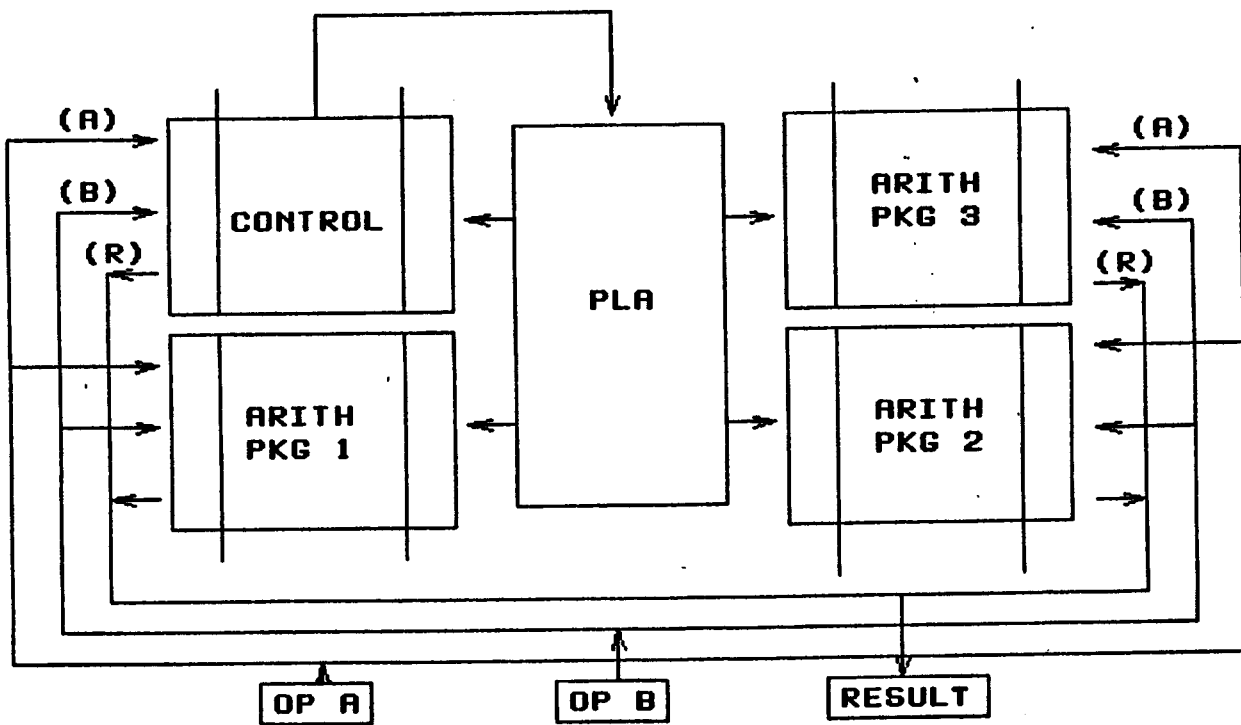 (A)
(B)
(R)
CONTROL
ARITH
PKG 1
PLA
ARITH
PKG 3
ARITH
PKG 2
(A)
(B)
(R)
OP A
OP B
RESULT